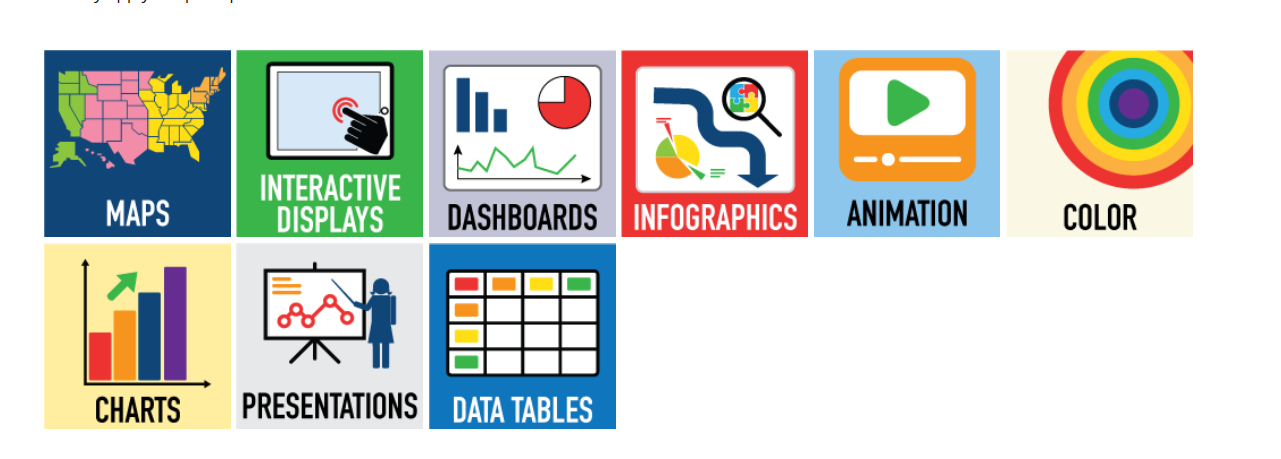 MAPS
INTERACTIVE
DISPLAYS
DASHBOARDS
INFOGRAPHICS
ANIMATION
COLOR
CHARTS
PRESENTATIONS
DATA TABLES